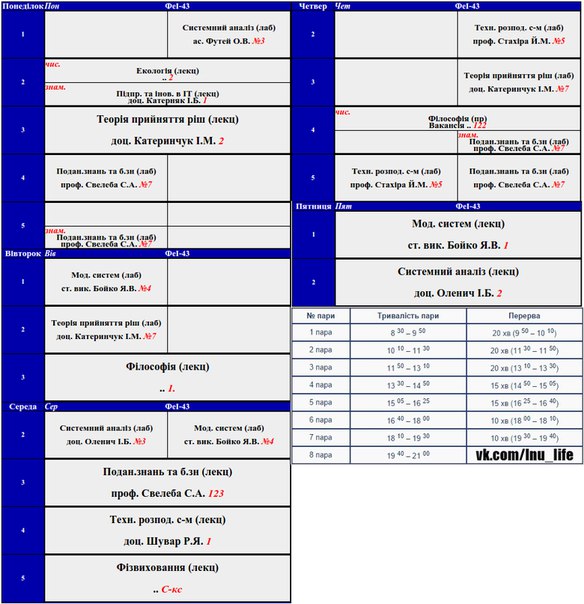 Понеділок Пон ФеІ-43
1
Системний аналіз (лаб)
ас. Футей О.В. №3
2
чис.
Екологія (лекц)
.. 2
знам.
Підпр. та інов. в ІТ (лекц)
доц. Катерняк І.Б. 1
3
Теорія прийняття ріш (лекц)
доц. Катеринчук І.М. 2
4
Подан.знань та б.зн (лаб)
проф. Свелеба С.А. №7
5
знам.
Подан.знань та б.зн (лаб)
проф. Свелеба С.А. №7
Вівторок Вів ФеІ-43
1
Мод. систем (лаб)
ст. вик. Бойко Я.В. №4
2
Теорія прийняття ріш (лаб)
доц. Катеринчук І.М. №7
3
Філософія (лекц)
.. 1.
Середа Сер ФеІ-43
2
Системний аналіз (лаб)
доц. Оленич І.Б. №3
Мод. систем (лаб)
ст. вик. Бойко Я.В. №4
3
Подан.знань та б.зн (лекц)
проф. Свелеба С.А. 123
4
Техн. розпод. с-м (лекц)
доц. Шувар Р.Я. 1
5
Фізвиховання (лекц)
.. С-кс
Четвер Чет ФеІ-43
2
Техн. розпод. с-м (лаб)
проф. Стахіра Й.М. №5
3
Теорія прийняття ріш (лаб)
доц. Катеринчук І.М. №7
4
чис.
Філософія (пр)
Вакансія .. 122
знам.
Подан.знань та б.зн (лаб)
проф. Свелеба С.А. №7
5
Техн. розпод. с-м (лаб)
проф. Стахіра Й.М. №5
Подан.знань та б.зн (лаб)
проф. Свелеба С.А. №7
Пятниця Пят ФеІ-43
1
Мод. систем (лекц)
ст. вик. Бойко Я.В. 1
2
Системний аналіз (лекц)
доц. Оленич І.Б. 2
№ пари Тривалість пари Перерва
1 пара 8 30 – 9 50 20 хв (9 50 – 10 10)
2 пара 10 10 – 11 30 20 хв (11 30 – 11 50)
3 пара 11 50 – 13 10 20 хв (13 10 – 13 30)
4 пара 13 30 – 14 50 15 хв (14 50 – 15 05)
5 пара 15 05 – 16 25 15 хв (16 25 – 16 40)
6 пара 16 40 – 18 00 10 хв (18 00 – 18 10)
7 пара 18 10 – 19 30 10 хв (19 30 – 19 40)
8 пара 19 40 – 21 00 vk.com/lnu_life